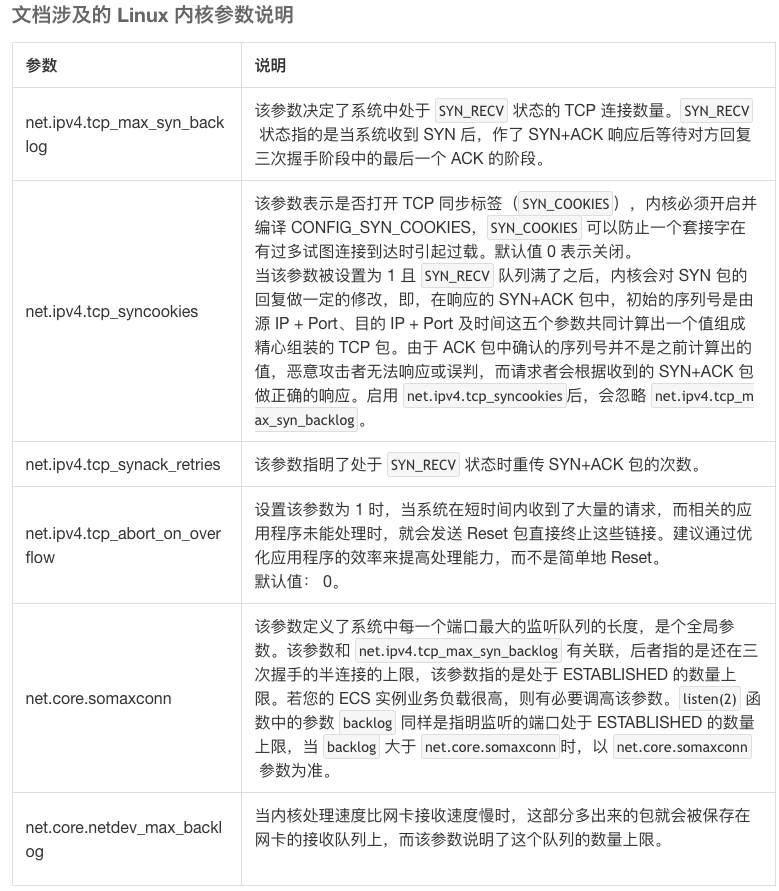 文档涉及的 Linux 内核参数说明
参数
说明
net.ipv4.tcp_max_syn_back
log
该参数决定了系统中处于 SYN_RECV 状态的 TCP 连接数量。SYN_RECV
状态指的是当系统收到 SYN 后，作了 SYN+ACK 响应后等待对方回复
三次握手阶段中的最后一个 ACK 的阶段。
net.ipv4.tcp_syncookies
该参数表示是否打开 TCP 同步标签（SYN_COOKIES），内核必须开启并
编译 CONFIG_SYN_COOKIES，SYN_COOKIES 可以防止一个套接字在
有过多试图连接到达时引起过载。默认值 0 表示关闭。
当该参数被设置为 1 且 SYN_RECV 队列满了之后，内核会对 SYN 包的
回复做一定的修改，即，在响应的 SYN+ACK 包中，初始的序列号是由
源 IP + Port、目的 IP + Port 及时间这五个参数共同计算出一个值组成
精心组装的 TCP 包。由于 ACK 包中确认的序列号并不是之前计算出的
值，恶意攻击者无法响应或误判，而请求者会根据收到的 SYN+ACK 包
做正确的响应。启用 net.ipv4.tcp_syncookies后，会忽略 net.ipv4.tcp_m
ax_syn_backlog。
net.ipv4.tcp_synack_retries
该参数指明了处于 SYN_RECV 状态时重传 SYN+ACK 包的次数。
net.ipv4.tcp_abort_on_over
flow
设置该参数为 1 时，当系统在短时间内收到了大量的请求，而相关的应
用程序未能处理时，就会发送 Reset 包直接终止这些链接。建议通过优
化应用程序的效率来提高处理能力，而不是简单地 Reset。
默认值： 0。
net.core.somaxconn
该参数定义了系统中每一个端口最大的监听队列的长度，是个全局参
数。该参数和 net.ipv4.tcp_max_syn_backlog 有关联，后者指的是还在三
次握手的半连接的上限，该参数指的是处于 ESTABLISHED 的数量上
限。若您的 ECS 实例业务负载很高，则有必要调高该参数。listen(2) 函
数中的参数 backlog 同样是指明监听的端口处于 ESTABLISHED 的数量
上限，当 backlog 大于 net.core.somaxconn时，以 net.core.somaxconn
参数为准。
net.core.netdev_max_backl
og
当内核处理速度比网卡接收速度慢时，这部分多出来的包就会被保存在
网卡的接收队列上，而该参数说明了这个队列的数量上限。